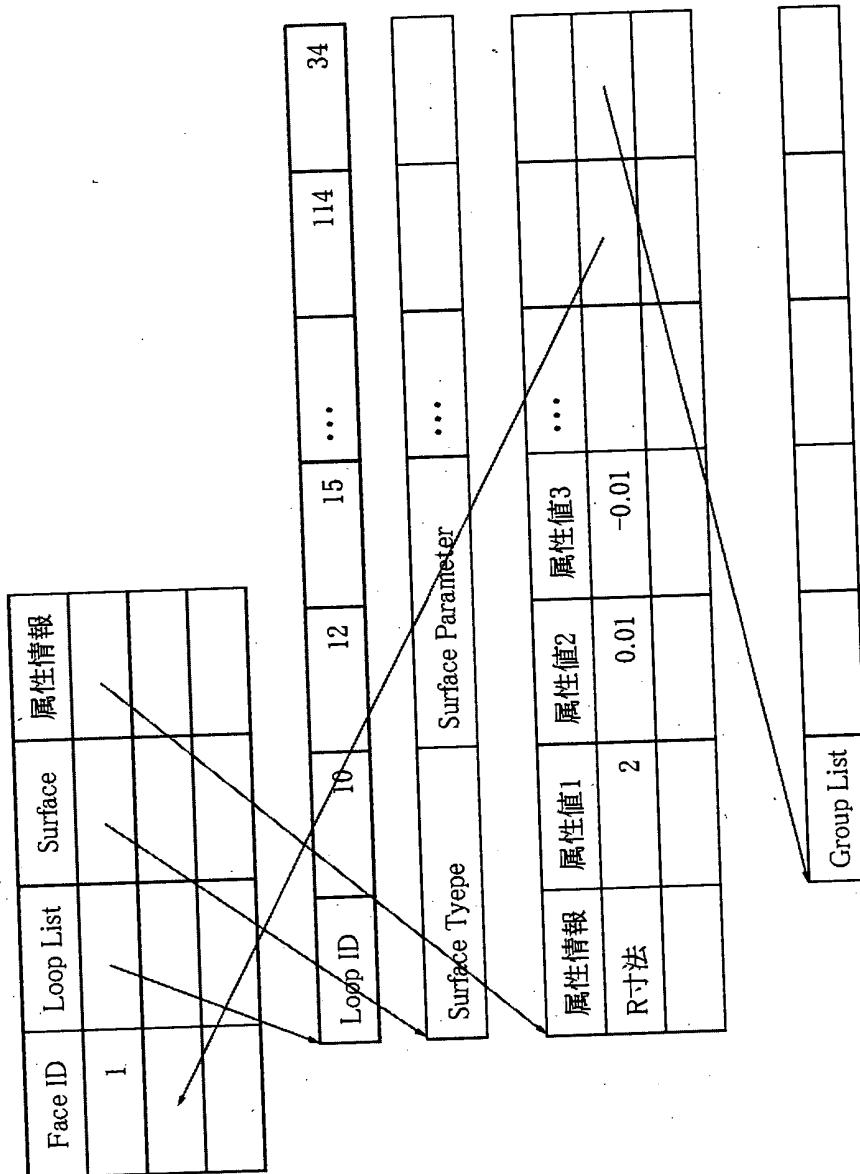 Face ID Loop List Surface 属性情報
1
Loop ID 10 12 15 … 114 34
Surface Tyepe Surface Parameter …
属性情報 属性値1 属性値2 属性値3 …
R寸法 2 0.01 -0.01
Group List